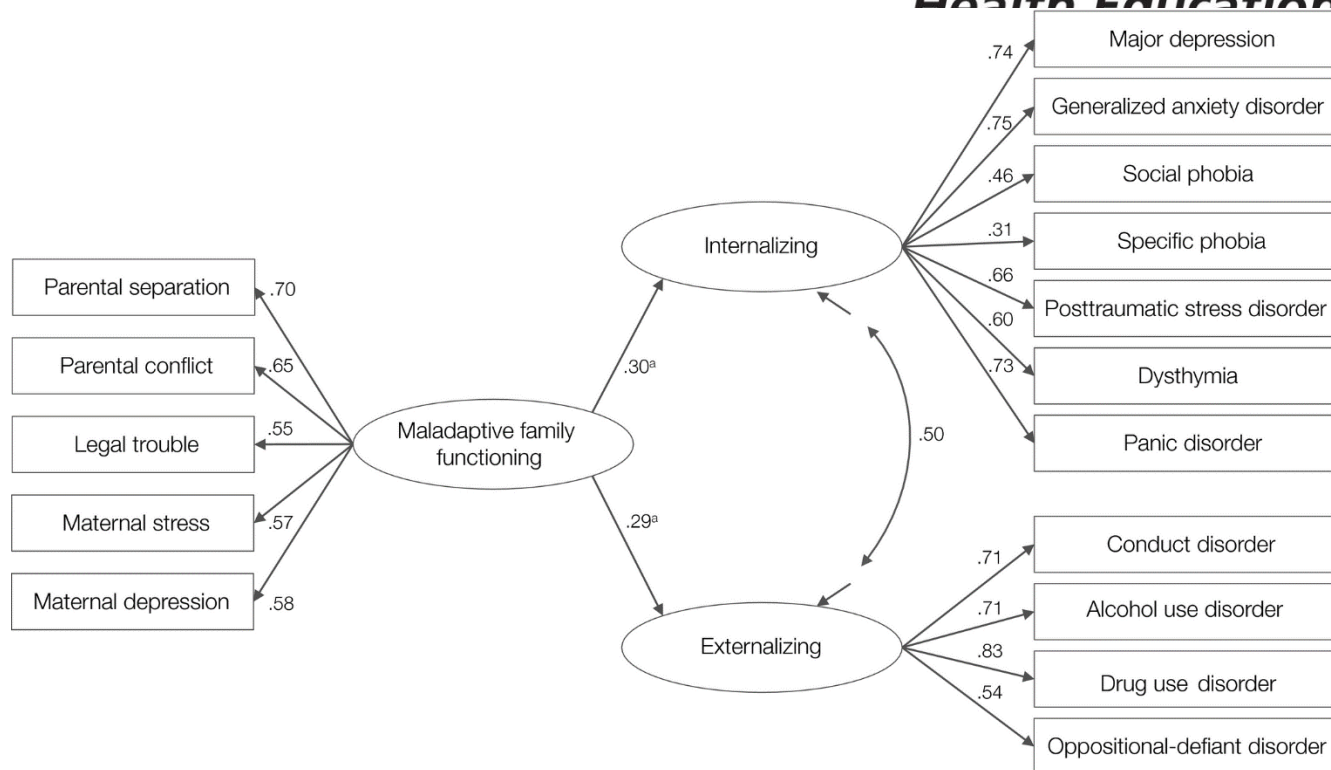 Health Education
Major depression
.74
Generalized anxiety disorder
.75
Social phobia
.46
Internalizing
Specific phobia
.31
Parental separation
.70
.66
Posttraumatic stress disorder
.60
Parental conflict
.65
.30ᵃ
.73
Dysthymia
Legal trouble
.55
Maladaptive family
functioning
.50
Panic disorder
Maternal stress
.57
.29ᵃ
Conduct disorder
.71
Maternal depression
.58
.71
Alcohol use disorder
Externalizing
.83
Drug use disorder
.54
Oppositional-defiant disorder